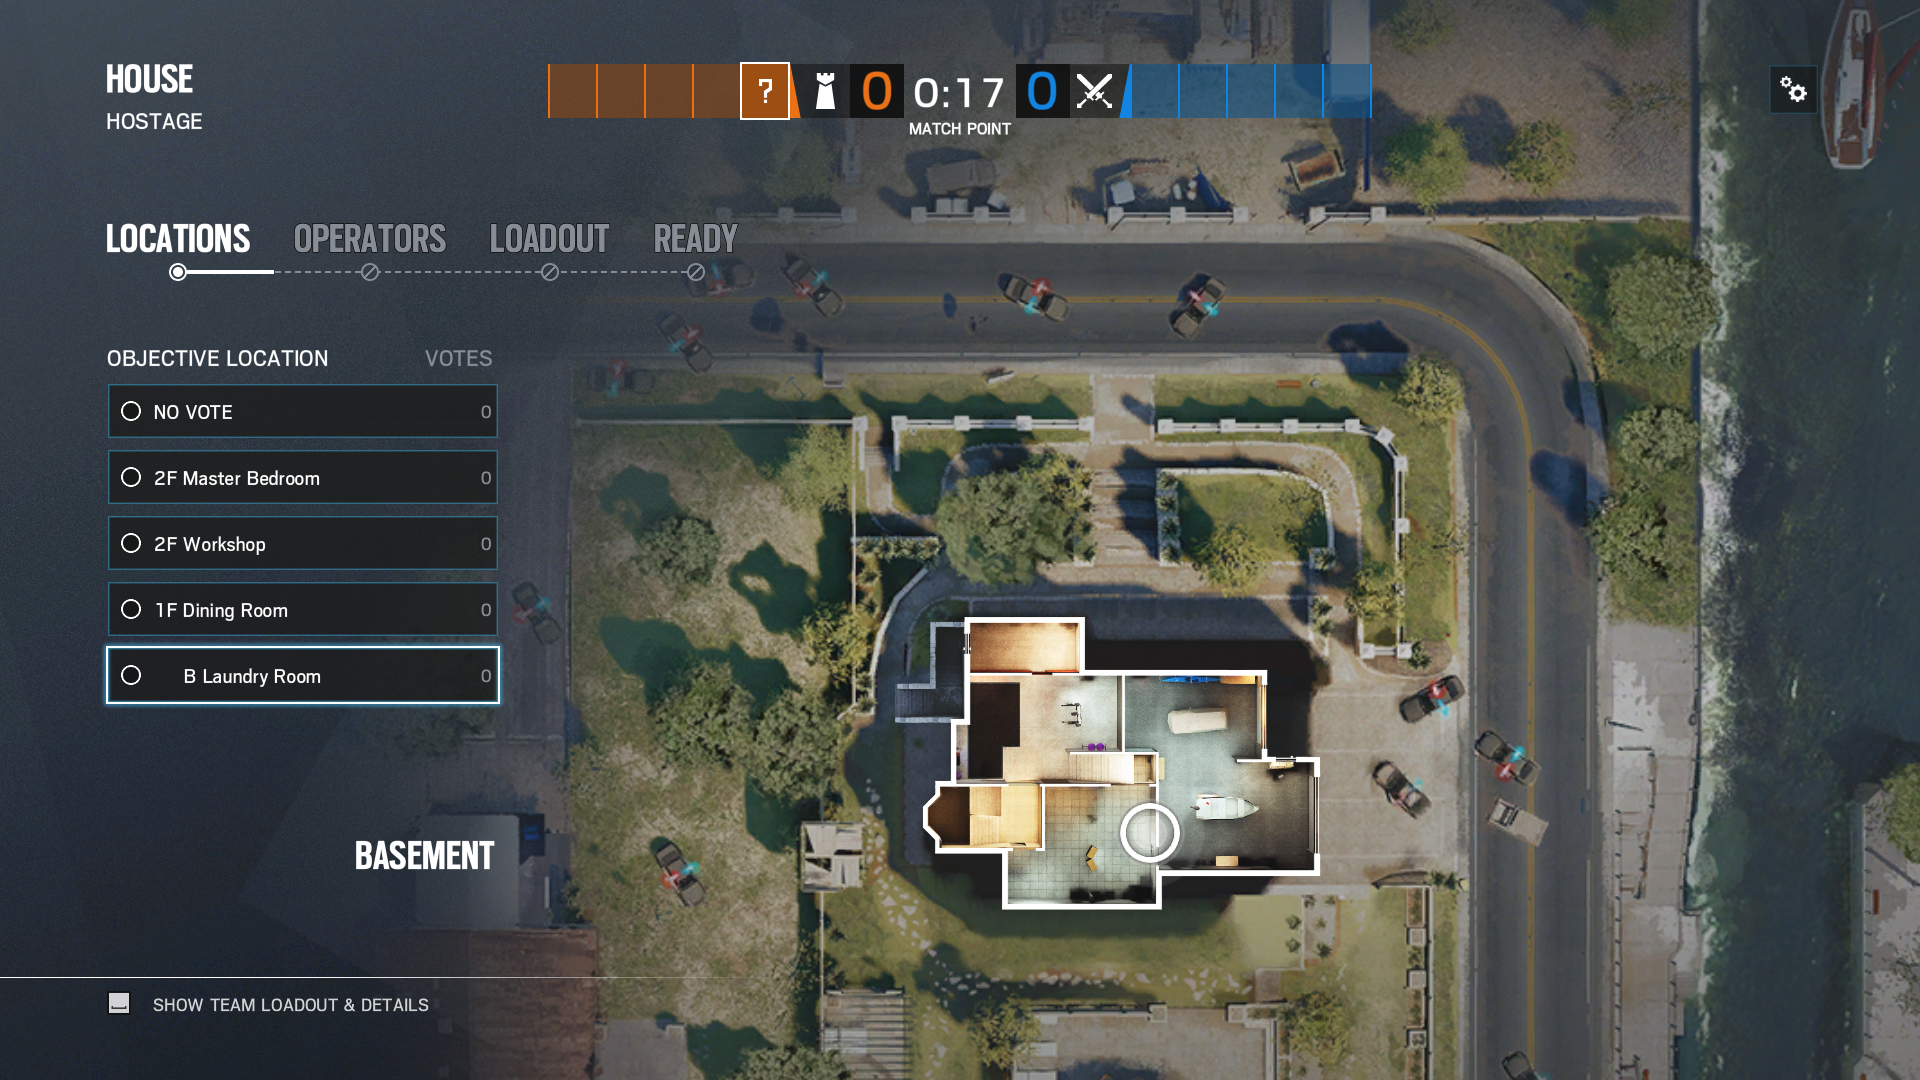 HOUSE
HOSTAGE
? 0 0:17 0
MATCH POINT
LOCATIONS OPERATORS LOADOUT READY
OBJECTIVE LOCATION VOTES
NO VOTE 0
2F Master Bedroom 0
2F Workshop 0
1F Dining Room 0
B Laundry Room 0
BASEMENT
SHOW TEAM LOADOUT & DETAILS